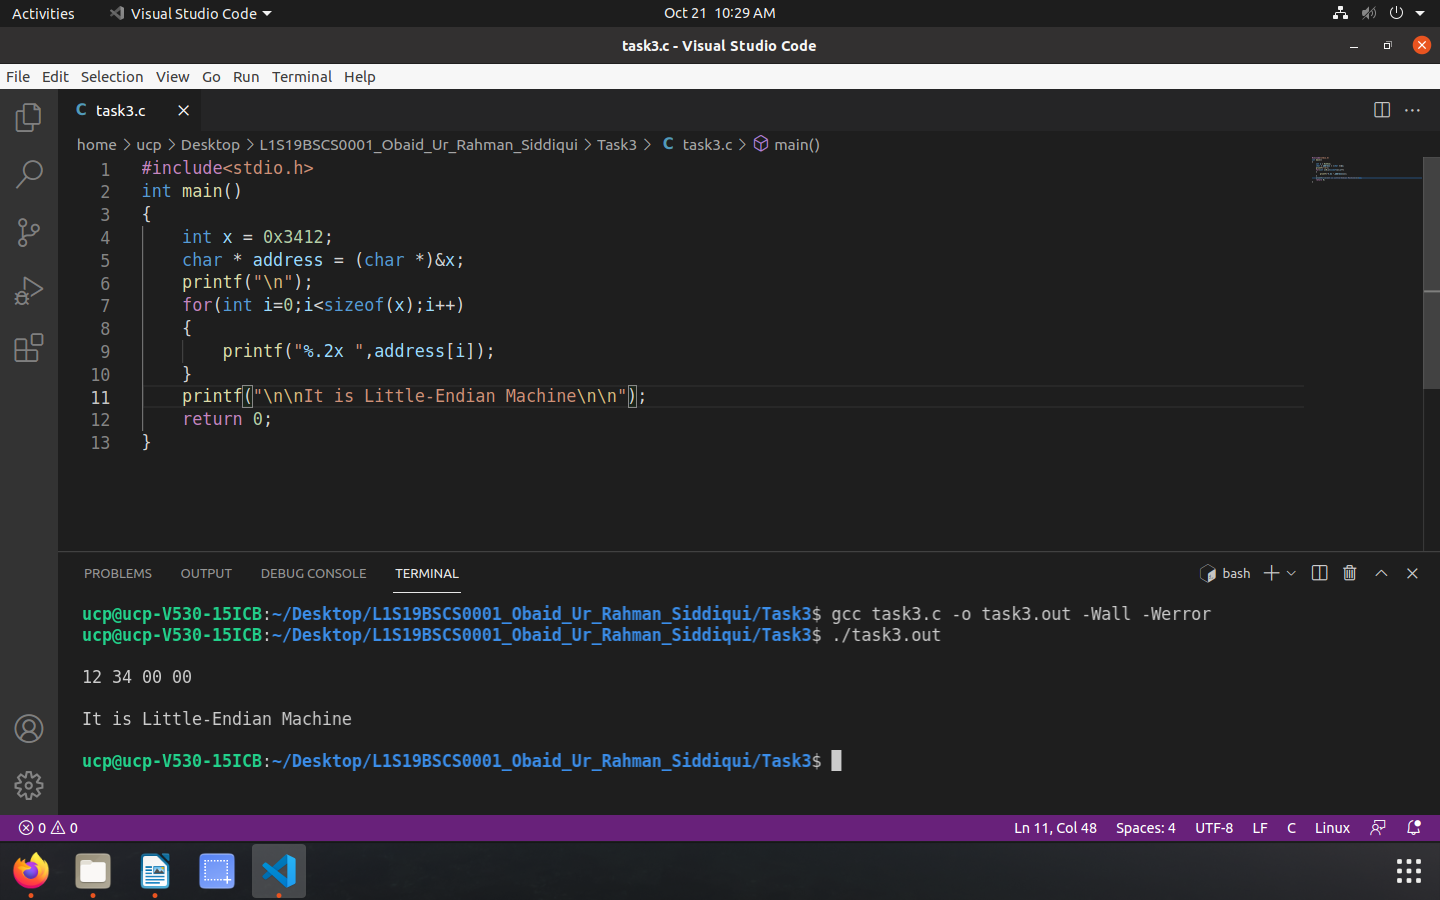 Activities Visual Studio Code Oct 21 10:29 AM
task3.c - Visual Studio Code
File Edit Selection View Go Run Terminal Help
C task3.c
home > ucp > Desktop > L1S19BSCS0001_Obaid_Ur_Rahman_Siddiqui > Task3 > C task3.c > main()
1 #include<stdio.h>
2 int main()
3 {
4     int x = 0x3412;
5     char * address = (char *)&x;
6     printf("\n");
7     for(int i=0;i<sizeof(x);i++)
8     {
9         printf("%.2x ",address[i]);
10     }
11     printf("\n\nIt is Little-Endian Machine\n\n");
12     return 0;
13 }
PROBLEMS OUTPUT DEBUG CONSOLE TERMINAL bash
ucp@ucp-V530-15ICB:~/Desktop/L1S19BSCS0001_Obaid_Ur_Rahman_Siddiqui/Task3$ gcc task3.c -o task3.out -Wall -Werror
ucp@ucp-V530-15ICB:~/Desktop/L1S19BSCS0001_Obaid_Ur_Rahman_Siddiqui/Task3$ ./task3.out
12 34 00 00
It is Little-Endian Machine
ucp@ucp-V530-15ICB:~/Desktop/L1S19BSCS0001_Obaid_Ur_Rahman_Siddiqui/Task3$
0 0 Ln 11, Col 48 Spaces: 4 UTF-8 LF C Linux